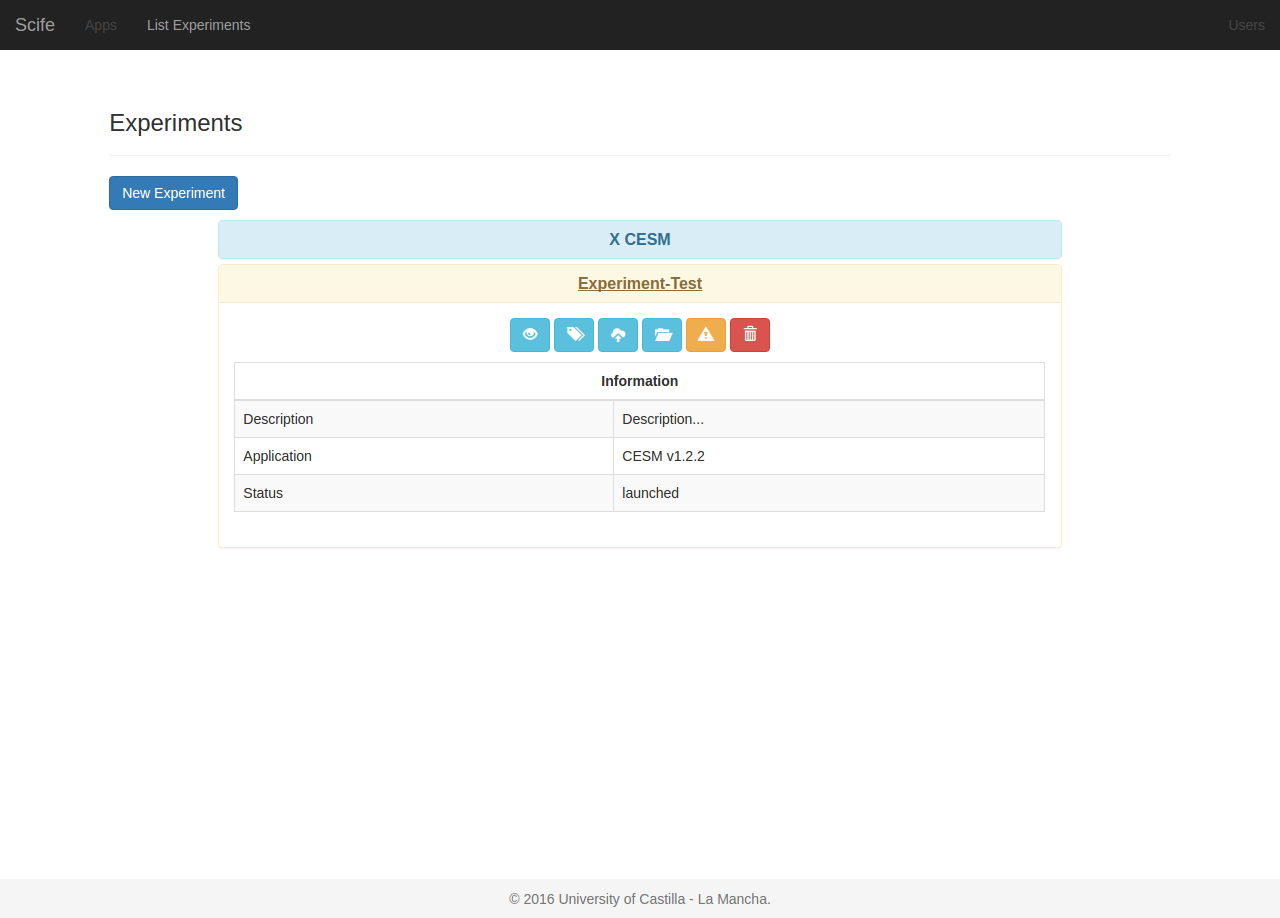 Scife Apps List Experiments Users
Experiments
New Experiment
X CESM
Experiment-Test
Information
Description Description...
Application CESM v1.2.2
Status launched
© 2016 University of Castilla - La Mancha.